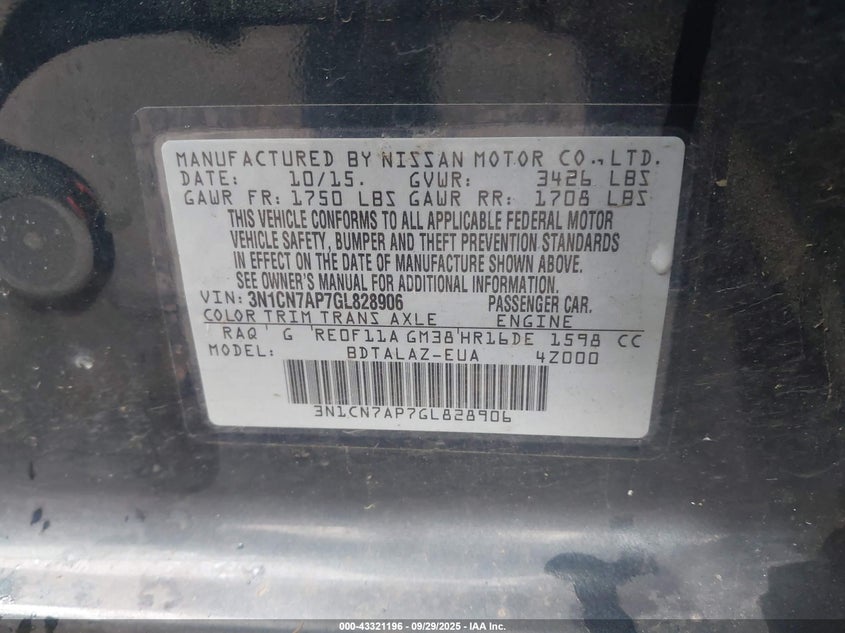 MANUFACTURED BY NISSAN MOTOR CO., LTD.
DATE: 10/15. GVWR: 3426 LBS
GAWR FR: 1750 LBS GAWR RR: 1708 LBS
THIS VEHICLE CONFORMS TO ALL APPLICABLE FEDERAL MOTOR
VEHICLE SAFETY, BUMPER AND THEFT PREVENTION STANDARDS
IN EFFECT ON THE DATE OF MANUFACTURE SHOWN ABOVE.
SEE OWNER'S MANUAL FOR ADDITIONAL INFORMATION.
VIN: 3N1CN7AP7GL828906 PASSENGER CAR.
COLOR TRIM TRANS AXLE ENGINE
RAQ G RE0F11A GM38 HR16DE 1598 CC
MODEL: BDTALAZ-EUA 4Z000
3N1CN7AP7GL828906
000-43321196 - 09/29/2025 - IAA Inc.